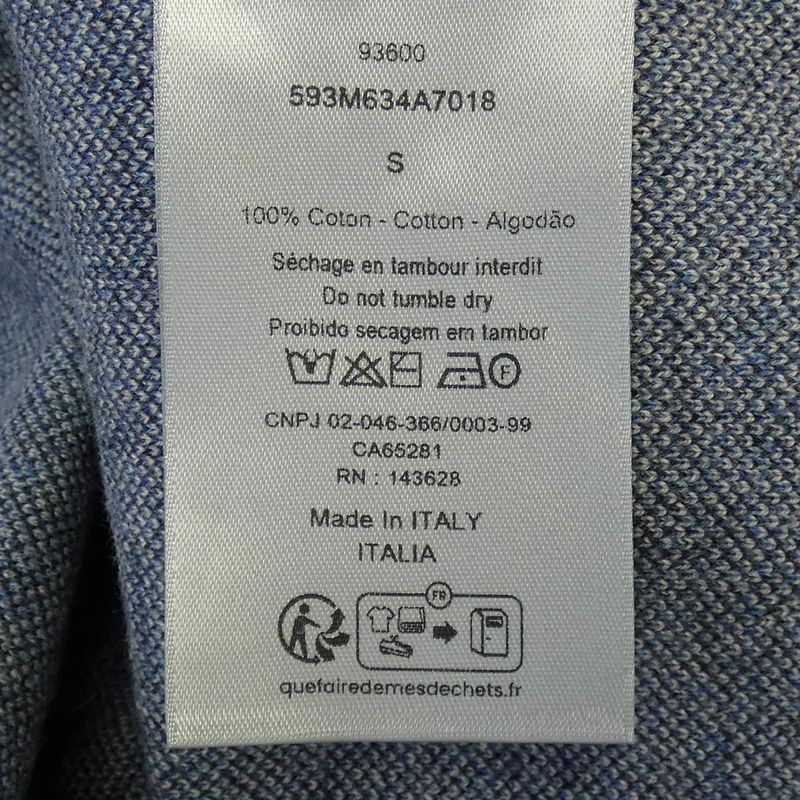 93600
593M634A7018
S
100% Coton - Cotton - Algodão
Séchage en tambour interdit
Do not tumble dry
Proibido secagem em tambor
F
CNPJ 02-046-366/0003-99
CA65281
RN : 143628
Made In ITALY
ITALIA
FR
quefairedemesdechets.fr